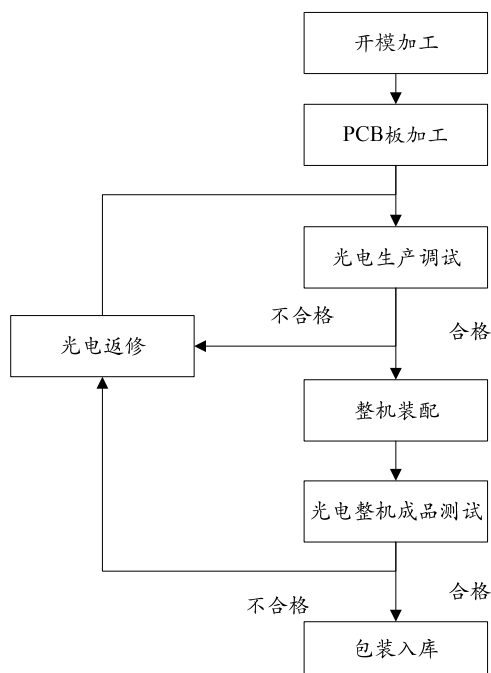 开模加工
PCB板加工
光电生产调试
不合格
合格
光电返修
整机装配
光电整机成品测试
不合格
合格
包装入库